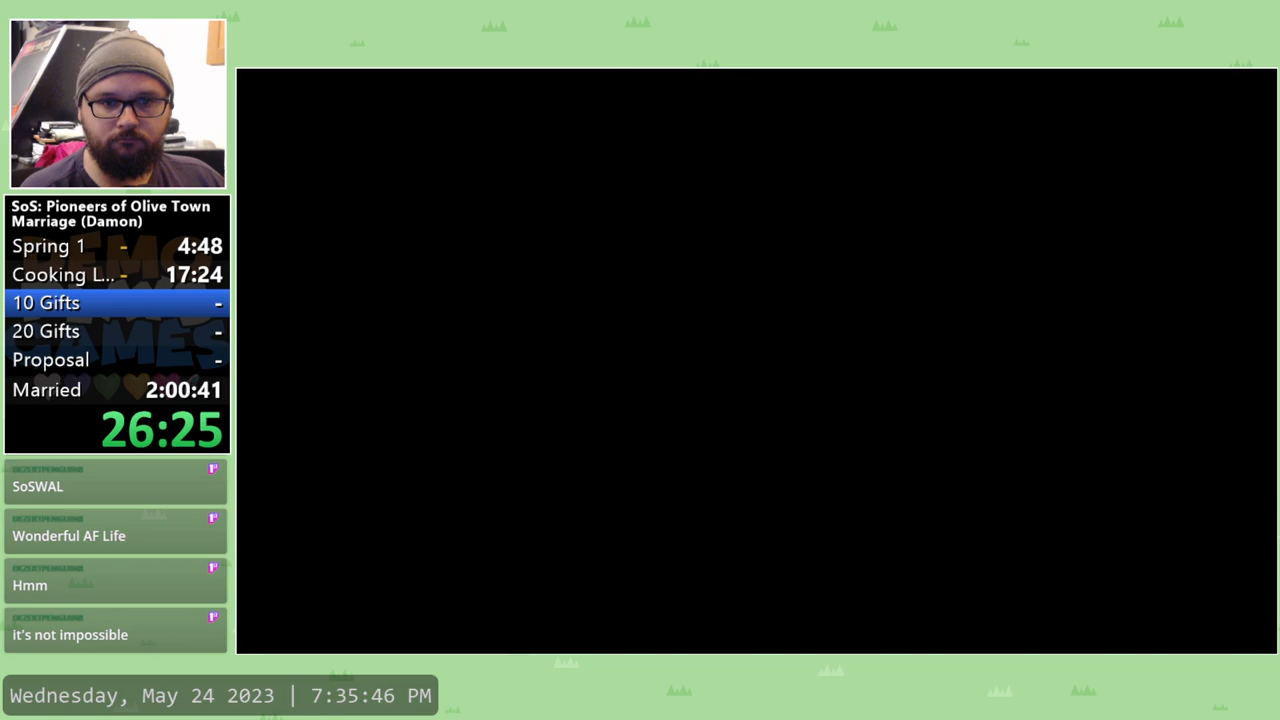 SoS: Pioneers of Olive Town
Marriage (Damon)
Spring 1 - 4:48
Cooking L... - 17:24
10 Gifts -
20 Gifts -
Proposal -
Married 2:00:41
26:25
SoSWAL
Wonderful AF Life
Hmm
it's not impossible
Wednesday, May 24 2023 | 7:35:46 PM